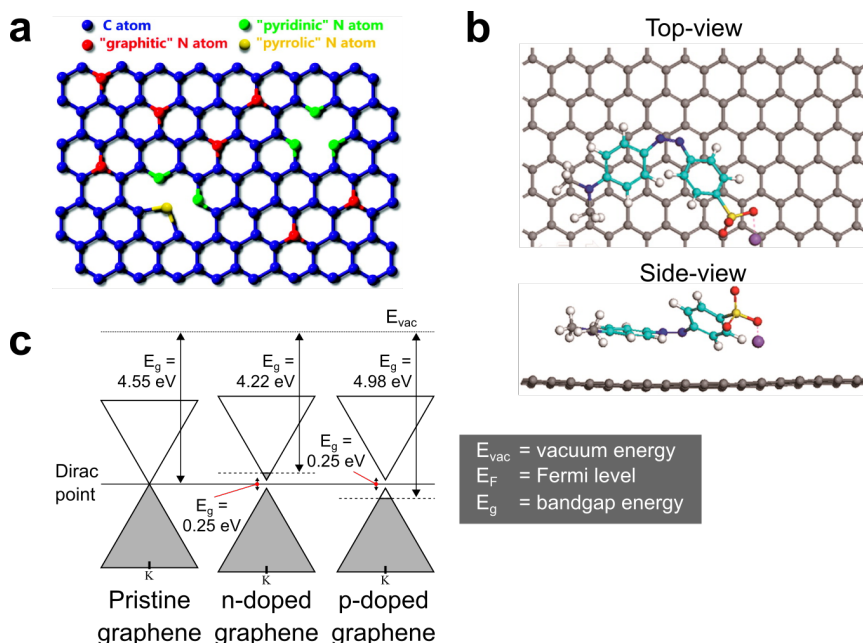 a
C atom
"pyridinic" N atom
"graphitic" N atom
"pyrrolic" N atom
b
Top-view
Side-view
c
E_vac
E_g =
4.55 eV
E_g =
4.22 eV
E_g =
4.98 eV
E_g =
0.25 eV
Dirac
point
E_g =
0.25 eV
K
K
K
Pristine
graphene
n-doped
graphene
p-doped
graphene
E_vac = vacuum energy
E_F = Fermi level
E_g = bandgap energy